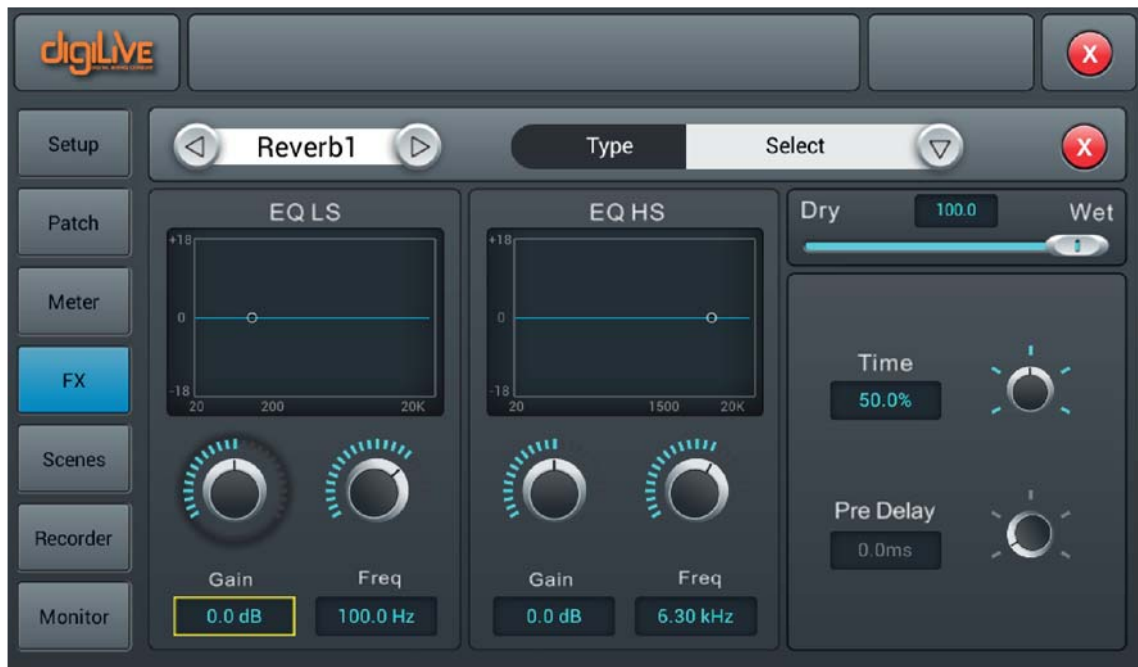 digiLiVE
X
Setup
Patch
Meter
FX
Scenes
Recorder
Monitor
Reverb1
Type
Select
X
EQ LS
+18
0
-18
20
200
20K
Gain
Freq
0.0 dB
100.0 Hz
EQ HS
+18
0
-18
20
1500
20K
Gain
Freq
0.0 dB
6.30 kHz
Dry
100.0
Wet
Time
50.0%
Pre Delay
0.0ms